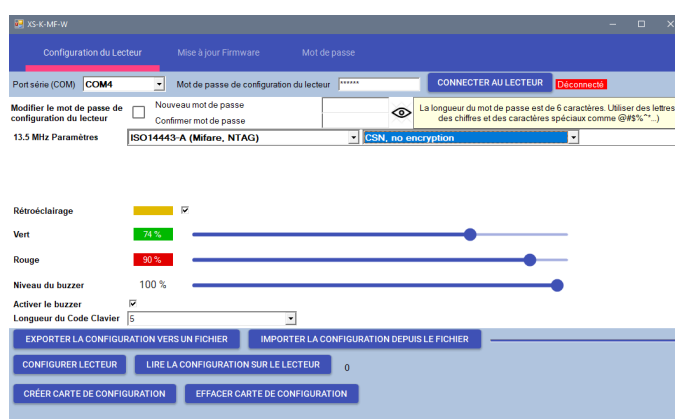 XS-K-MF-W
Configuration du Lecteur Mise à jour Firmware Mot de passe
Port série (COM) COM4 Mot de passe de configuration du lecteur ****** CONNECTER AU LECTEUR Déconnecté
Modifier le mot de passe de configuration du lecteur
Nouveau mot de passe
Confirmer mot de passe
La longueur du mot de passe est de 6 caractères. Utiliser des lettres
des chiffres et des caractères spéciaux comme @#$%^*...)
13.5 MHz Paramètres ISO14443-A (Mifare, NTAG) CSN, no encryption
Rétroéclairage
Vert 74 %
Rouge 90 %
Niveau du buzzer 100 %
Activer le buzzer
Longueur du Code Clavier 5
EXPORTER LA CONFIGURATION VERS UN FICHIER IMPORTER LA CONFIGURATION DEPUIS LE FICHIER
CONFIGURER LECTEUR LIRE LA CONFIGURATION SUR LE LECTEUR 0
CRÉER CARTE DE CONFIGURATION EFFACER CARTE DE CONFIGURATION